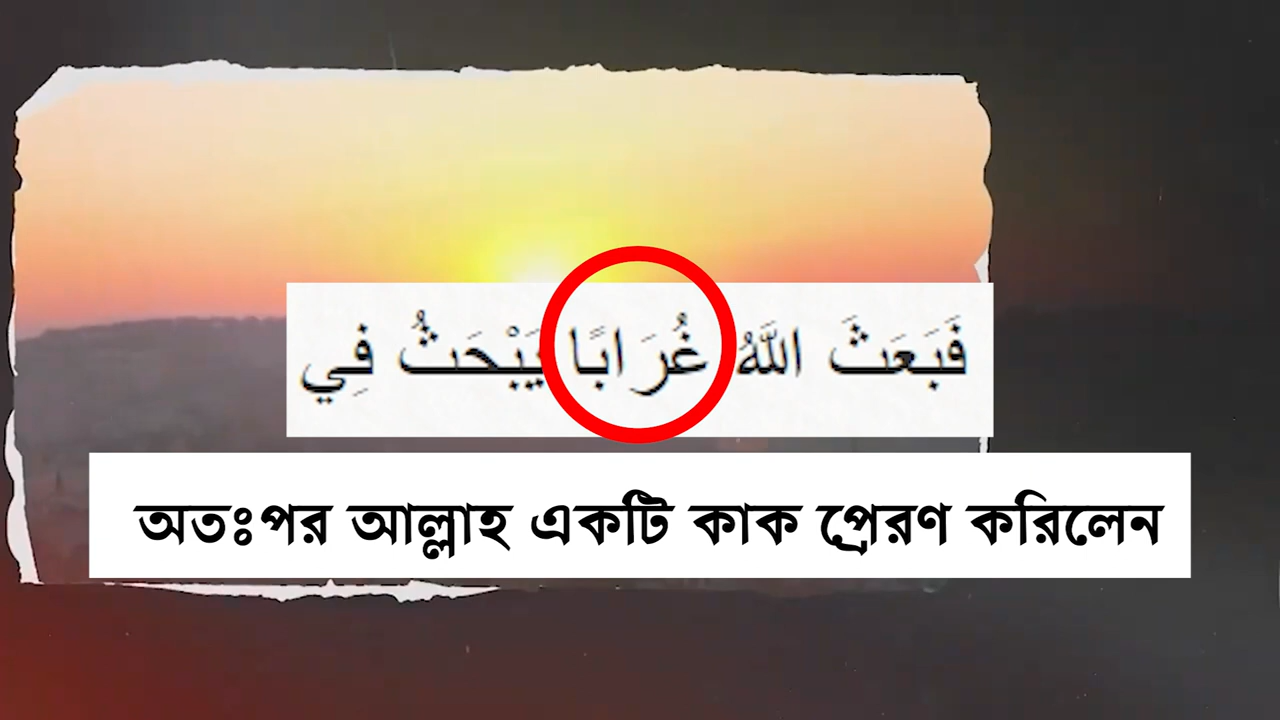 فَبَعَثَ اللَّهُ غُرَابًا يَبْحَثُ فِي
অতঃপর আল্লাহ একটি কাক প্রেরণ করিলেন